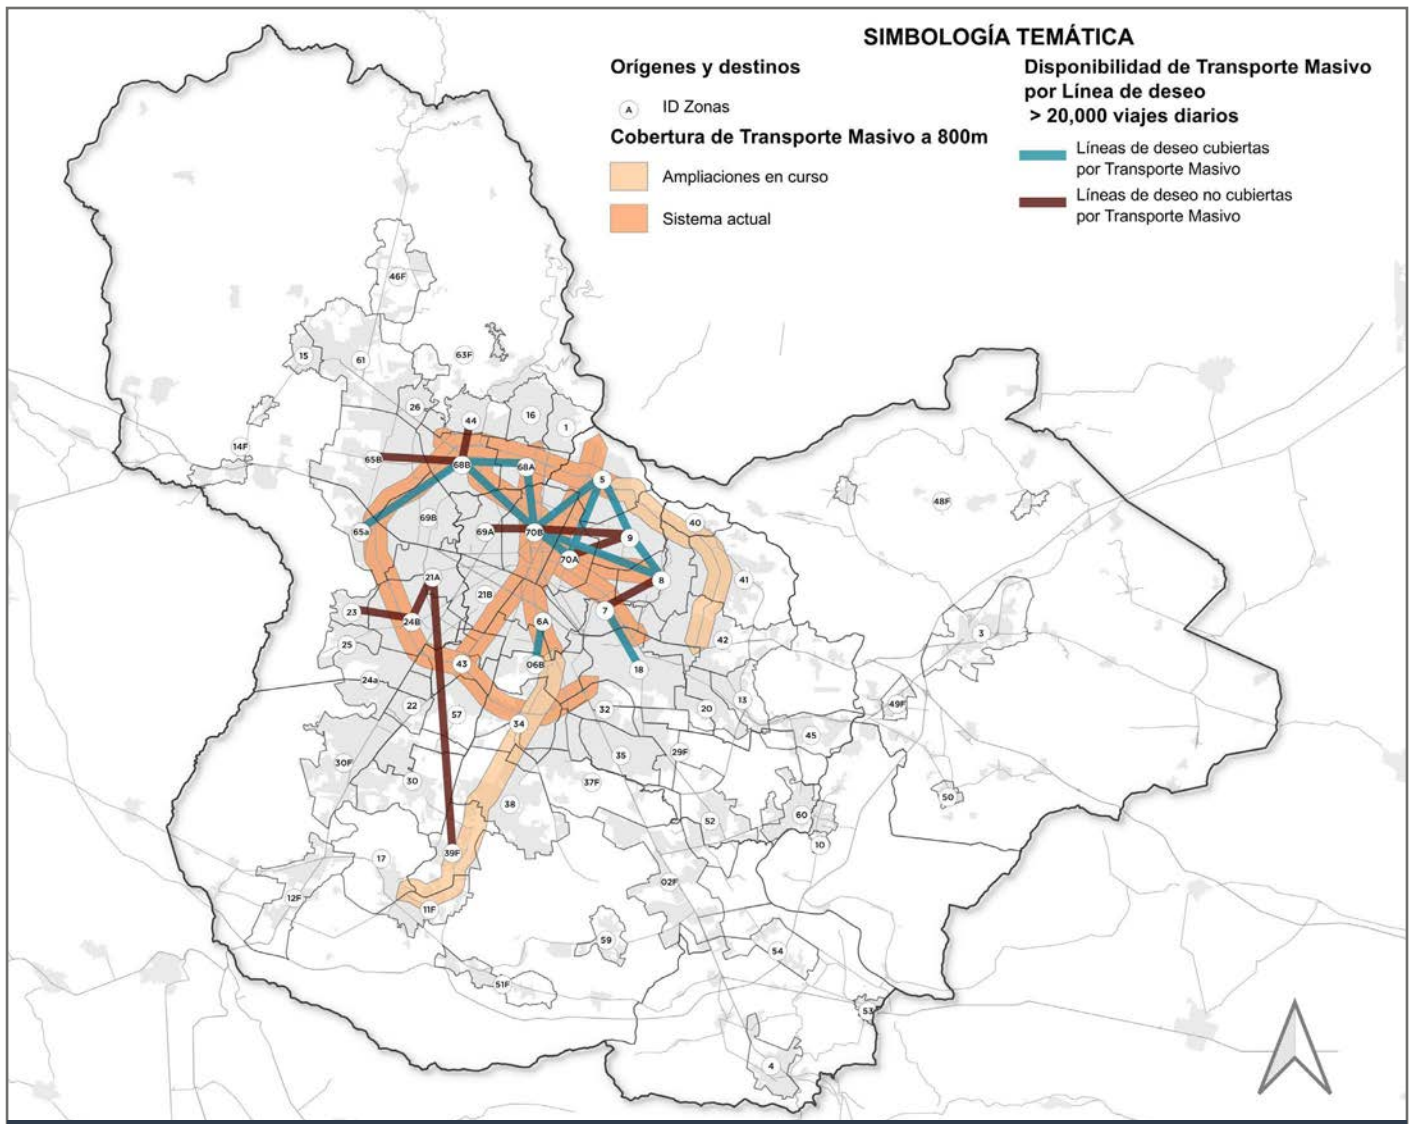 SIMBOLOGÍA TEMÁTICA
Orígenes y destinos
A
ID Zonas
Cobertura de Transporte Masivo a 800m
Ampliaciones en curso
Sistema actual
Disponibilidad de Transporte Masivo
por Línea de deseo
> 20,000 viajes diarios
Líneas de deseo cubiertas
por Transporte Masivo
Líneas de deseo no cubiertas
por Transporte Masivo
46F
15
61
63F
26
44
16
1
14F
65B
68B
68A
5
48F
65a
69B
69A
70B
9
40
70A
8
41
21A
21B
23
24B
6A
7
42
3
25
43
06B
18
24a
22
57
34
32
20
13
49F
45
30F
30
35
29F
37F
38
50
52
60
10
39F
17
12F
11F
02F
59
54
51F
53
4